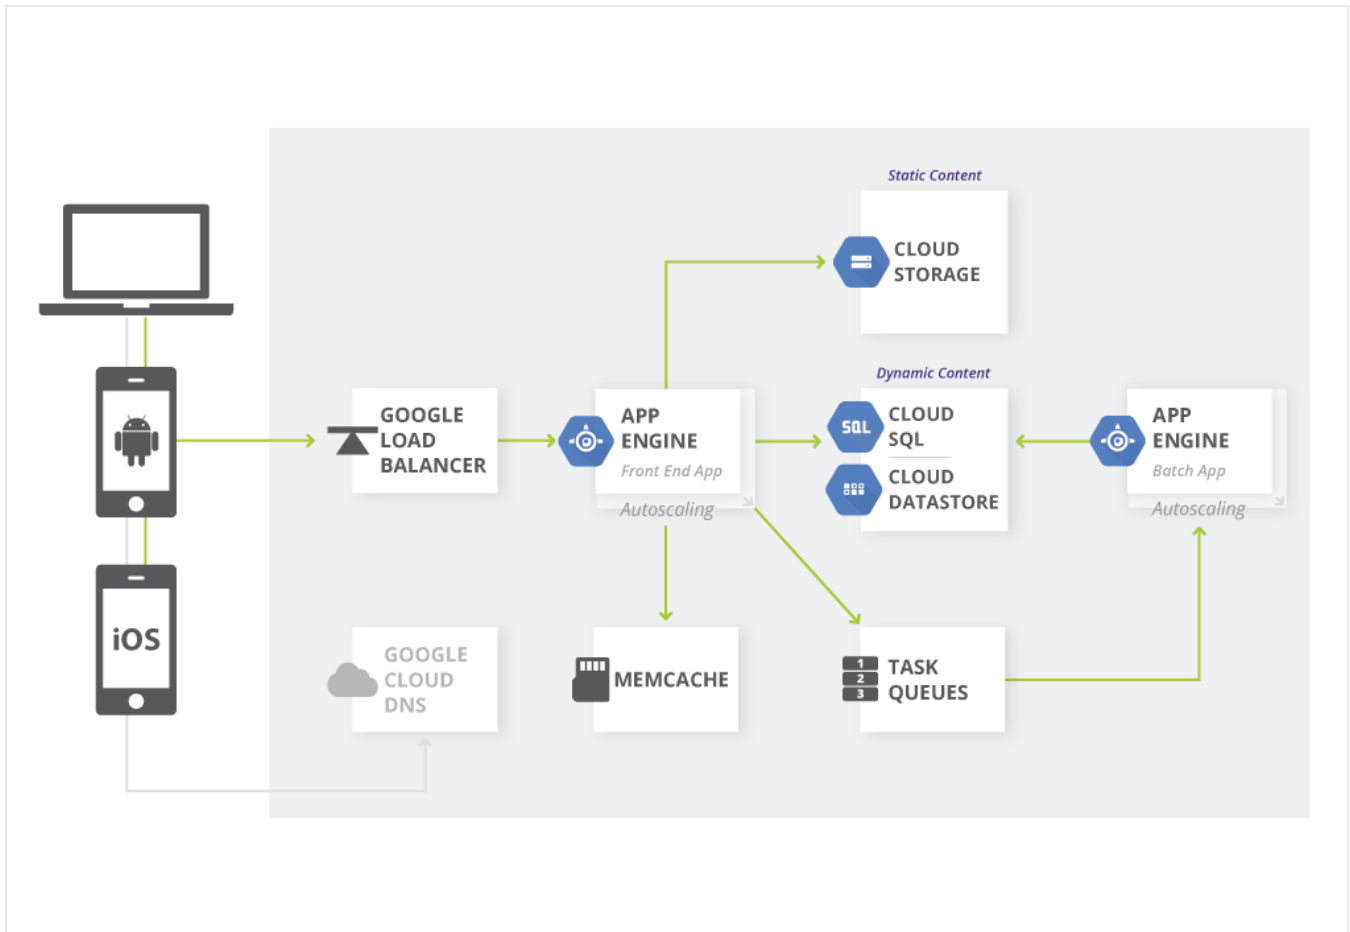 Static Content
CLOUD
STORAGE
Dynamic Content
GOOGLE
LOAD
BALANCER
APP
ENGINE
Front End App
Autoscaling
SQL
CLOUD
SQL
CLOUD
DATASTORE
APP
ENGINE
Batch App
Autoscaling
iOS
GOOGLE
CLOUD
DNS
MEMCACHE
1
2
3
TASK
QUEUES